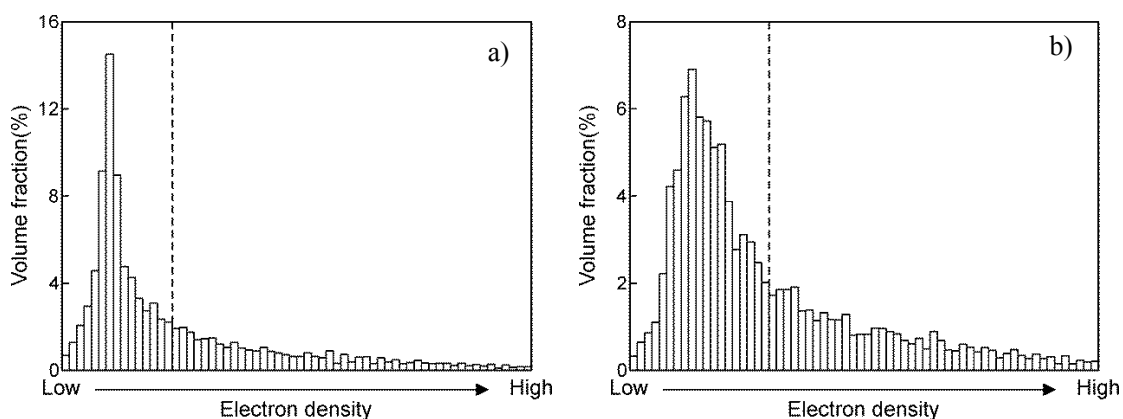 a)
16
12
8
4
0
Volume fraction(%)
Low
High
Electron density
b)
8
6
4
2
0
Volume fraction(%)
Low
High
Electron density